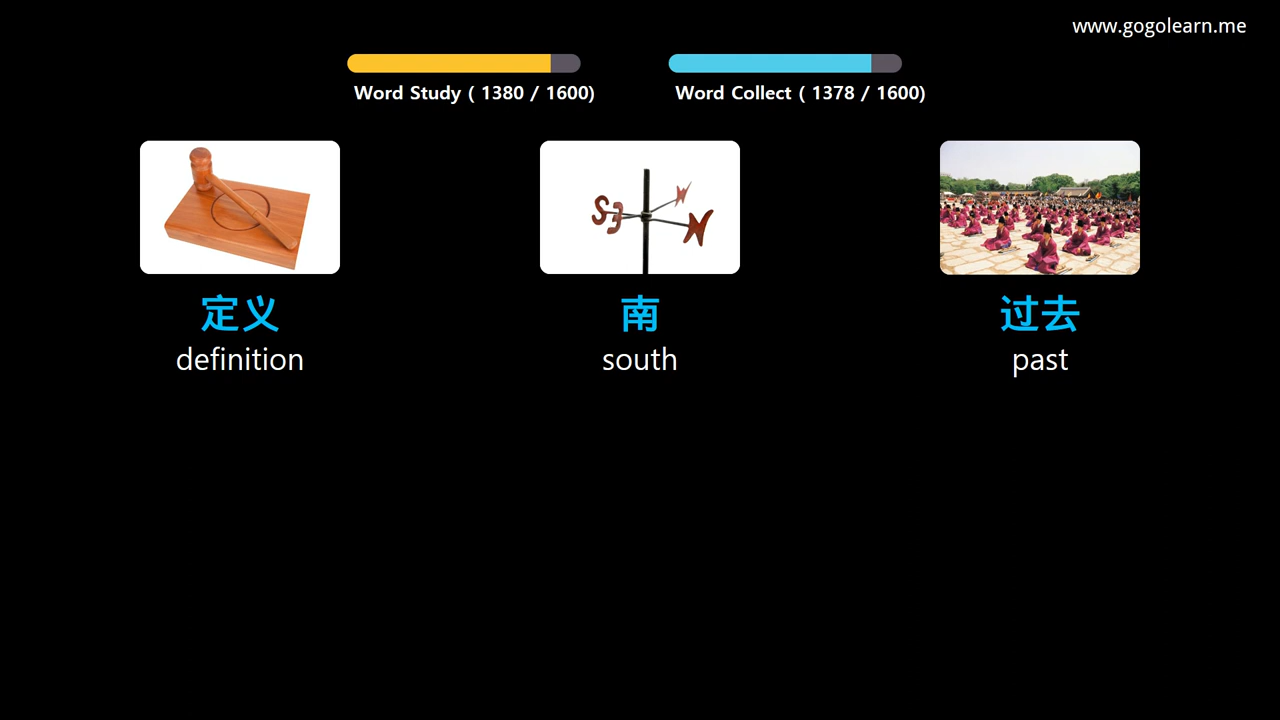 www.gogolearn.me
Word Study ( 1380 / 1600)
Word Collect ( 1378 / 1600)
S E N W
定义
definition
南
south
过去
past